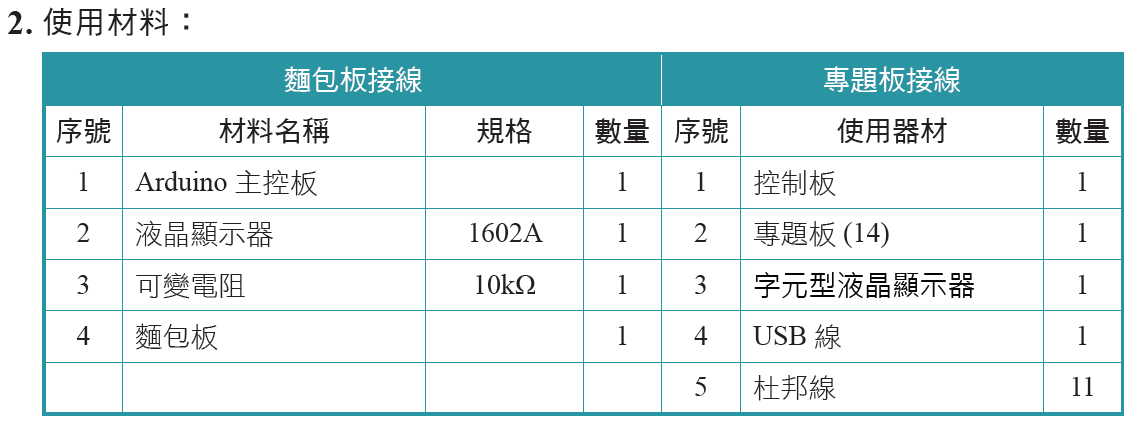 2. 使用材料：
麵包板接線 專題板接線
序號 材料名稱 規格 數量 序號 使用器材 數量
1 Arduino 主控板 1 1 控制板 1
2 液晶顯示器 1602A 1 2 專題板 (14) 1
3 可變電阻 10kΩ 1 3 字元型液晶顯示器 1
4 麵包板 1 4 USB 線 1
5 杜邦線 11